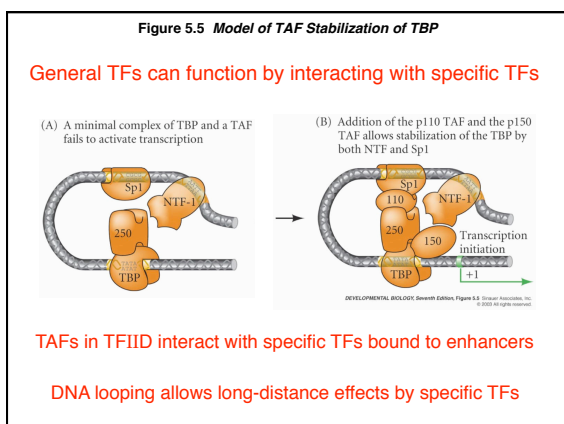 Figure 5.5 Model of TAF Stabilization of TBP
General TFs can function by interacting with specific TFs
(A) A minimal complex of TBP and a TAF
fails to activate transcription
Sp1
NTF-1
250
TATA
TBP
(B) Addition of the p110 TAF and the p150
TAF allows stabilization of the TBP by
both NTF and Sp1
Sp1
110
NTF-1
250
150
Transcription
initiation
TBP
+1
DEVELOPMENTAL BIOLOGY, Seventh Edition, Figure 5.5 Sinauer Associates, Inc.
© 2003 All rights reserved.
TAFs in TFIID interact with specific TFs bound to enhancers
DNA looping allows long-distance effects by specific TFs